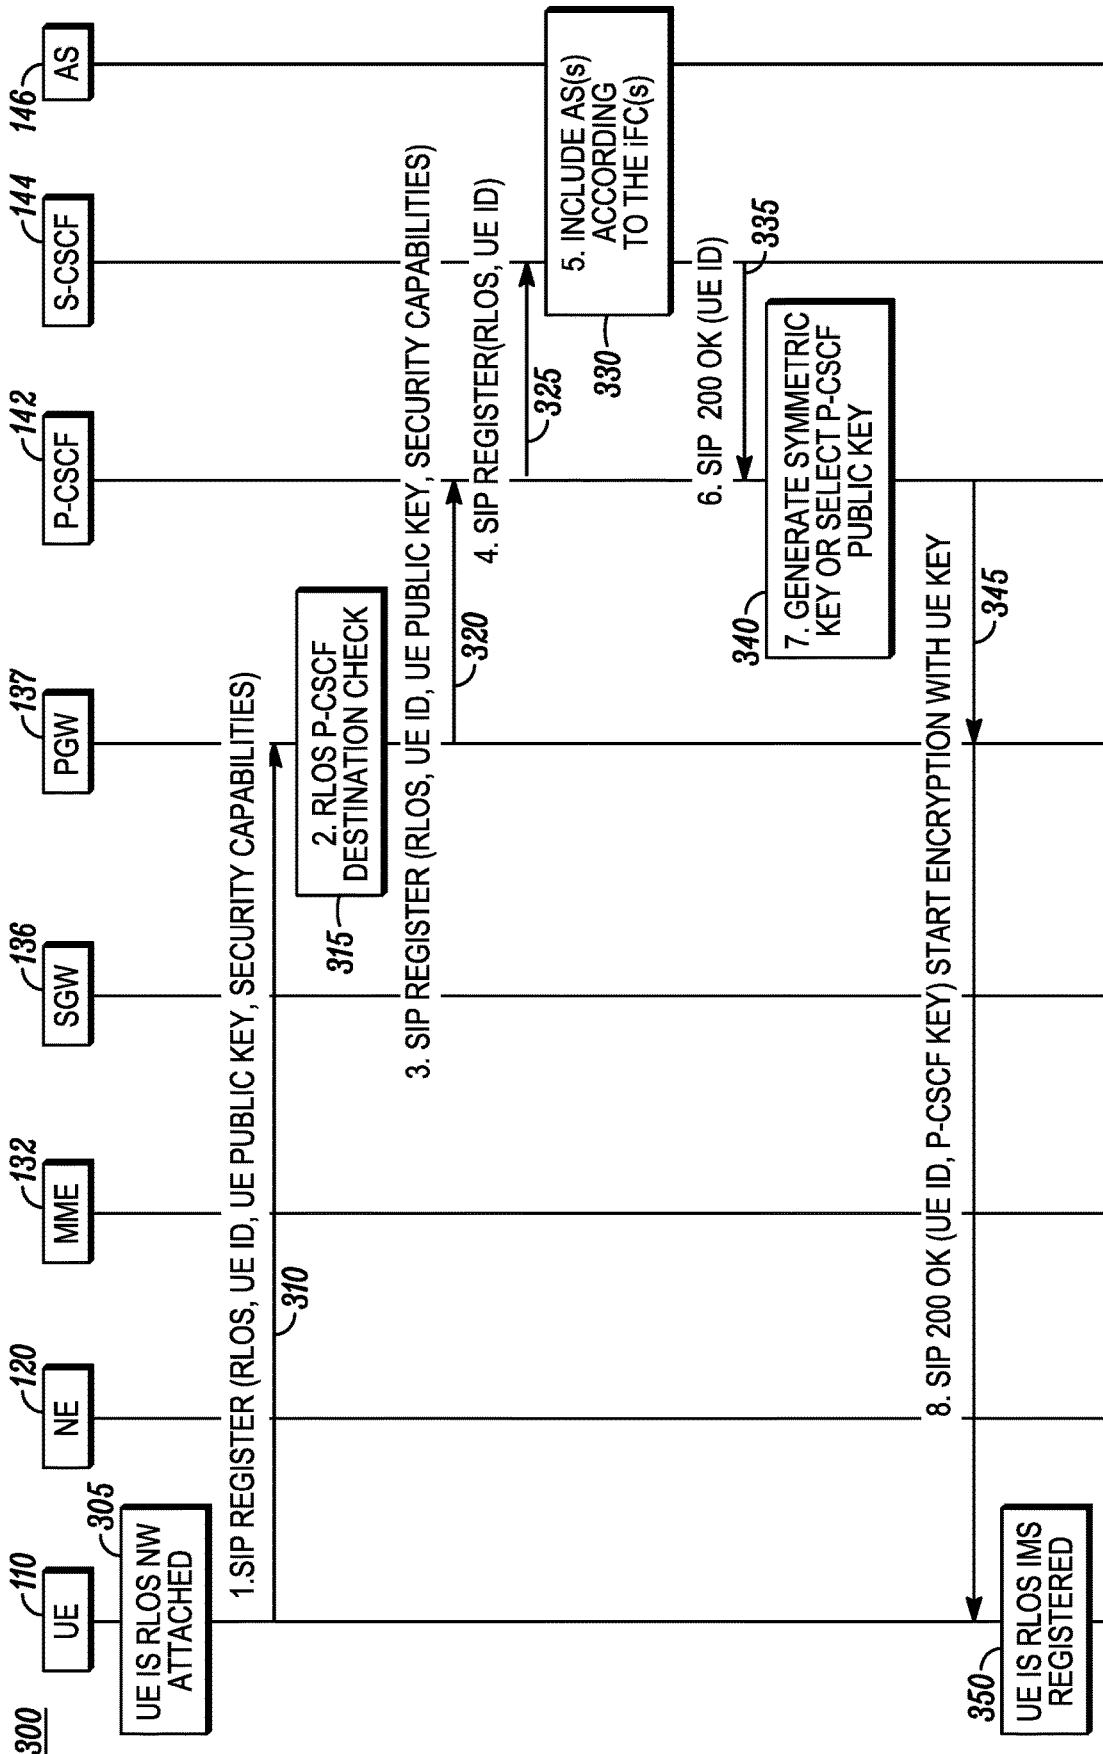 300
110
120
132
136
137
142
144
146
UE
NE
MME
SGW
PGW
P-CSCF
S-CSCF
AS
305
UE IS RLOS NW
ATTACHED
1.SIP REGISTER (RLOS, UE ID, UE PUBLIC KEY, SECURITY CAPABILITIES)
310
2. RLOS P-CSCF
DESTINATION CHECK
315
3. SIP REGISTER (RLOS, UE ID, UE PUBLIC KEY, SECURITY CAPABILITIES)
320
4. SIP REGISTER(RLOS, UE ID)
325
5. INCLUDE AS(s)
ACCORDING
TO THE iFC(s)
330
6. SIP 200 OK (UE ID)
335
7. GENERATE SYMMETRIC
KEY OR SELECT P-CSCF
PUBLIC KEY
340
8. SIP 200 OK (UE ID, P-CSCF KEY) START ENCRYPTION WITH UE KEY
345
350
UE IS RLOS IMS
REGISTERED